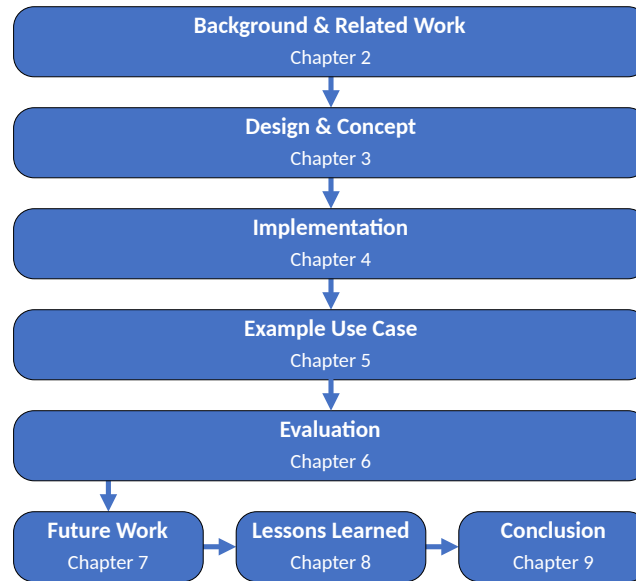 Background & Related Work
Chapter 2
Design & Concept
Chapter 3
Implementation
Chapter 4
Example Use Case
Chapter 5
Evaluation
Chapter 6
Future Work
Chapter 7
Lessons Learned
Chapter 8
Conclusion
Chapter 9